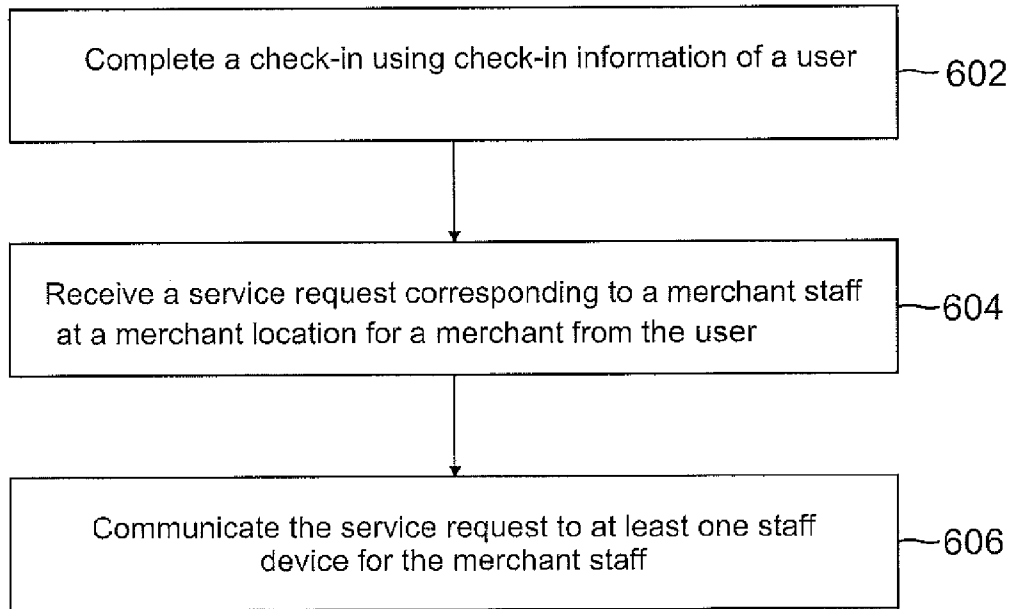 Complete a check-in using check-in information of a user
602
Receive a service request corresponding to a merchant staff
at a merchant location for a merchant from the user
604
Communicate the service request to at least one staff
device for the merchant staff
606